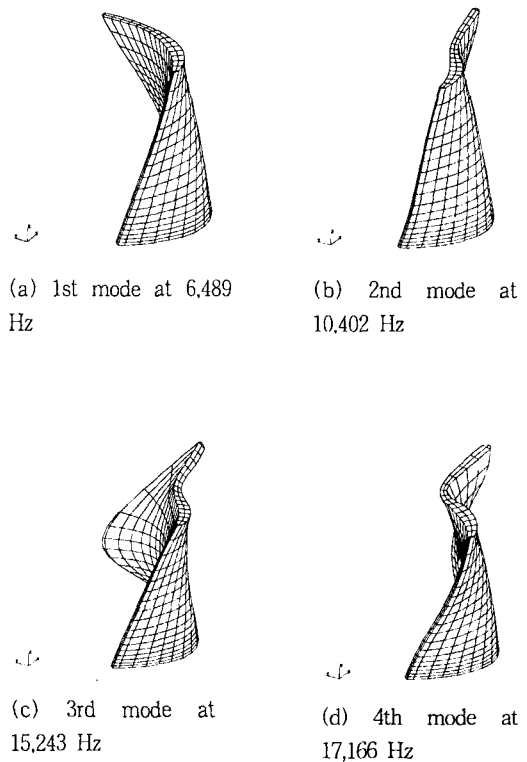 (a) 1st mode at 6,489
Hz
(b) 2nd mode at
10,402 Hz
(c) 3rd mode at
15,243 Hz
(d) 4th mode at
17,166 Hz